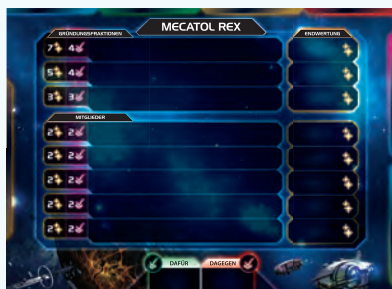 MECATOL REX
GRÜNDUNGSFRAKTIONEN
ENDWERTUNG
7 4
5 4
3 3
MITGLIEDER
2 2
2 2
2 2
2 2
2 2
DAFÜR DAGEGEN